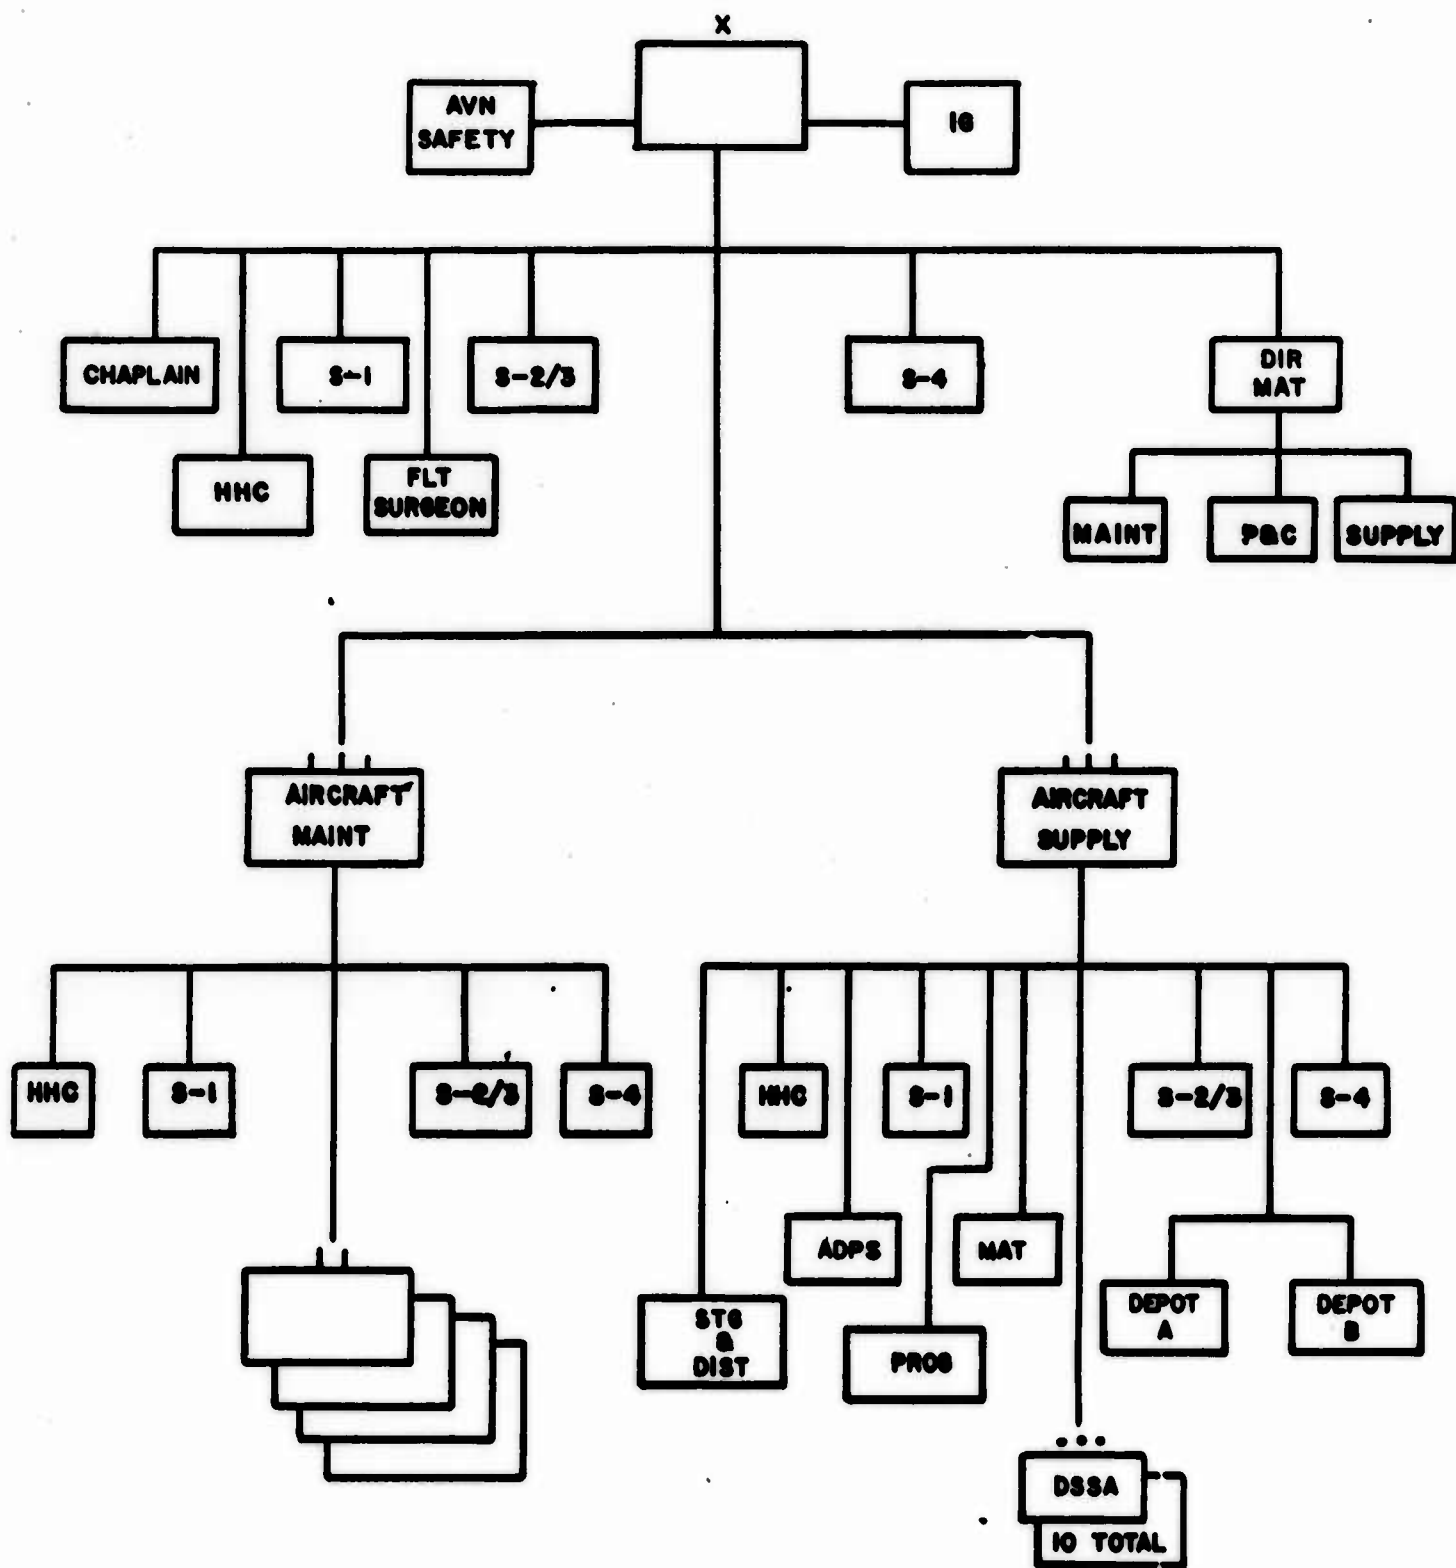 X
AVN
SAFETY
IG
CHAPLAIN
S-1
S-2/3
S-4
DIR
MAT
HHC
FLT
SURGEON
MAINT
P&C
SUPPLY
AIRCRAFT
MAINT
AIRCRAFT
SUPPLY
HHC
S-1
S-2/3
S-4
HHC
S-1
S-2/3
S-4
ADPS
MAT
STG
&
DIST
PROG
DEPOT
A
DEPOT
B
DSSA
10 TOTAL